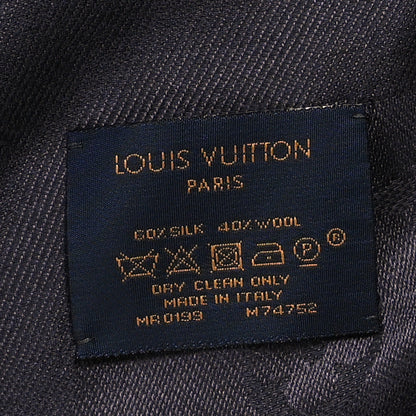 LOUIS VUITTON
PARIS
60% SILK 40% WOOL
P ®
DRY CLEAN ONLY
MADE IN ITALY
MR0199 M74752